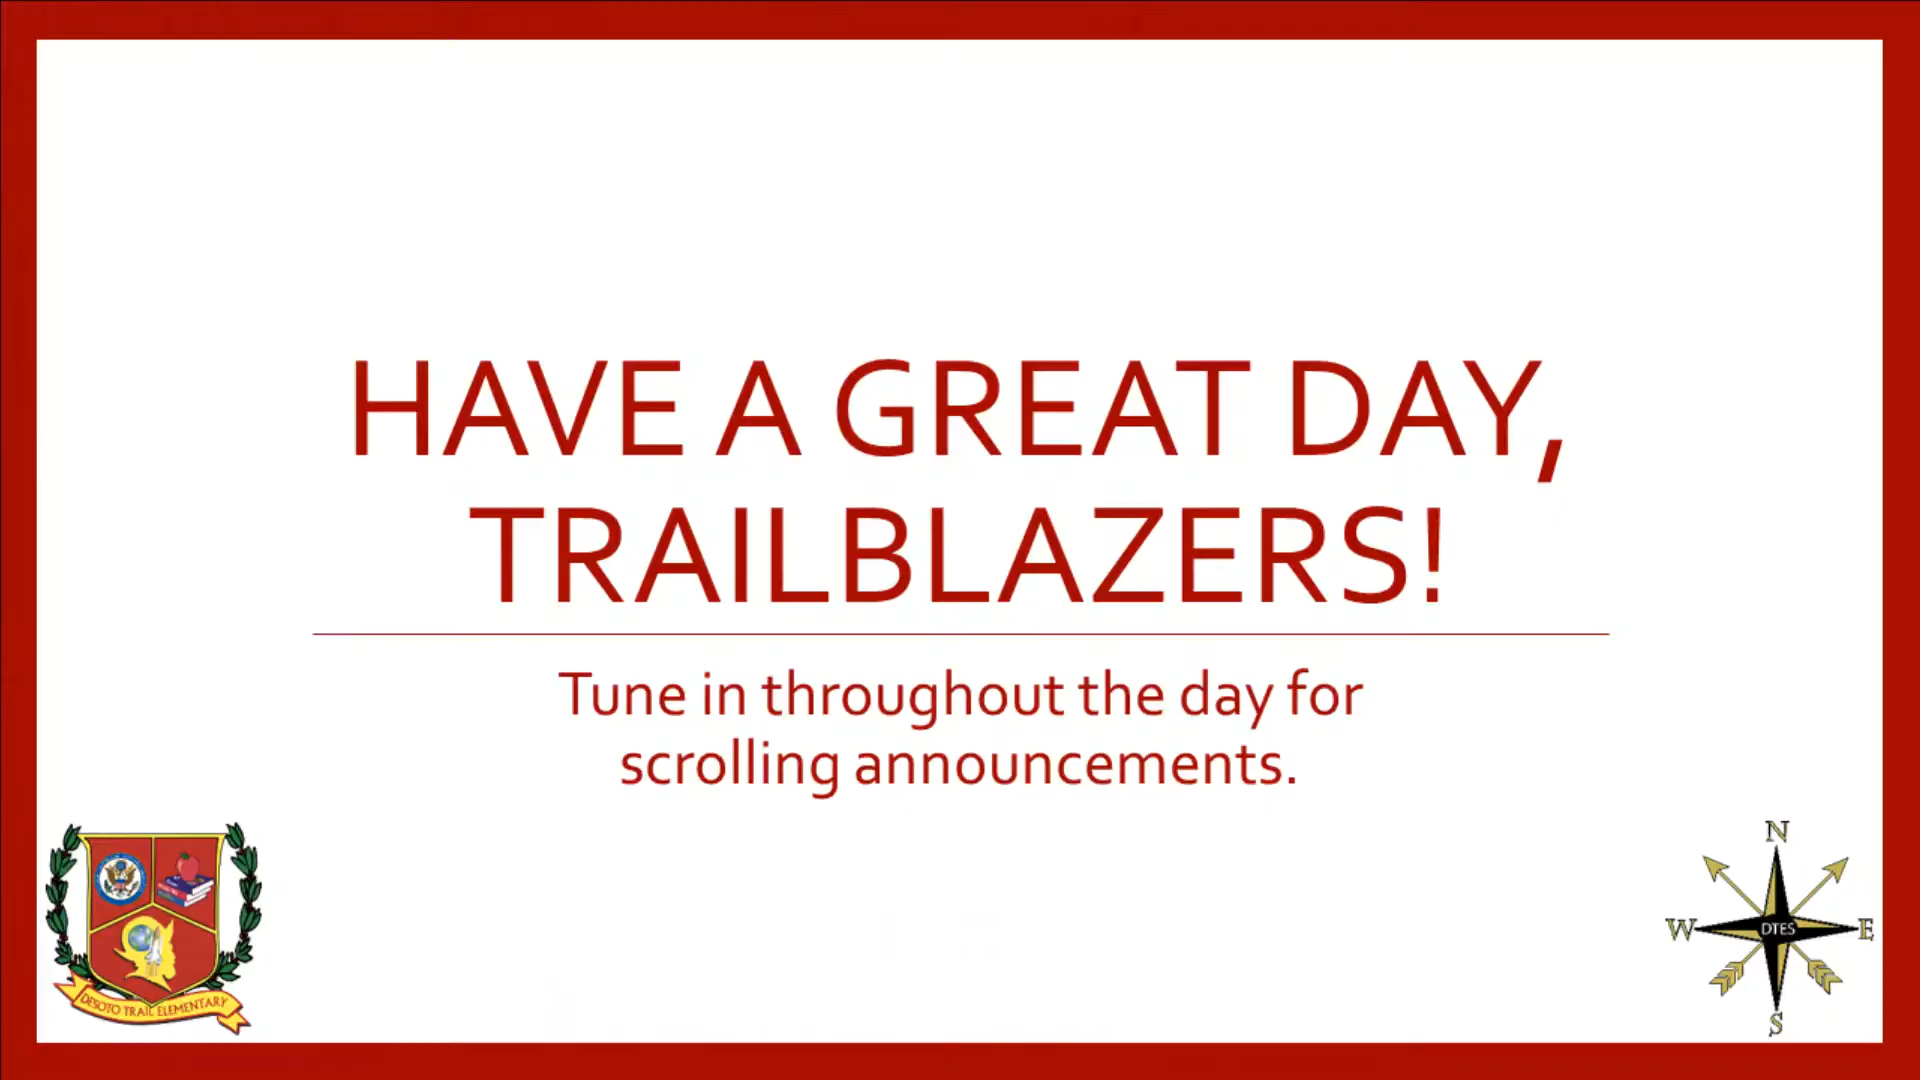 HAVE A GREAT DAY,
TRAILBLAZERS!
Tune in throughout the day for
scrolling announcements.
DESOTO TRAIL ELEMENTARY
N
W
DTES
E
S